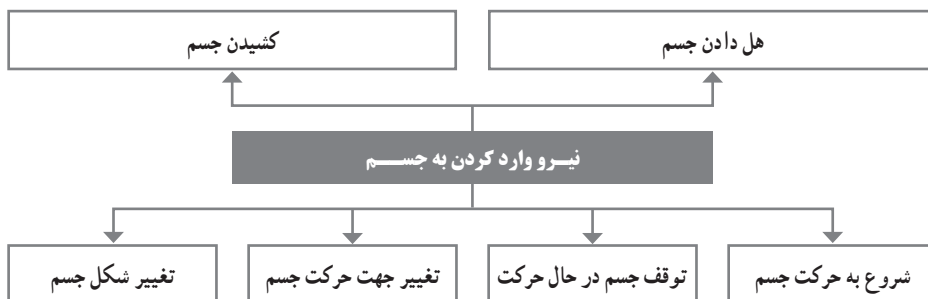 هل دادن جسم
کشیدن جسم
نیــرو وارد کردن به جســـم
شروع به حرکت جسم
توقف جسم در حال حرکت
تغییر جهت حرکت جسم
تغییر شکل جسم